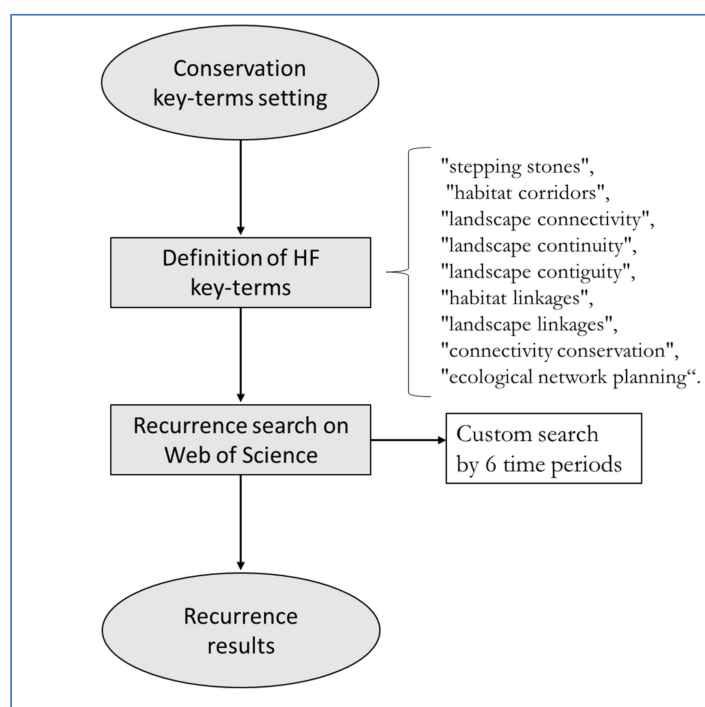 Conservation
key-terms setting
Definition of HF
key-terms
"stepping stones",
"habitat corridors",
"landscape connectivity",
"landscape continuity",
"landscape contiguity",
"habitat linkages",
"landscape linkages",
"connectivity conservation",
"ecological network planning“.
Recurrence search on
Web of Science
Custom search
by 6 time periods
Recurrence
results